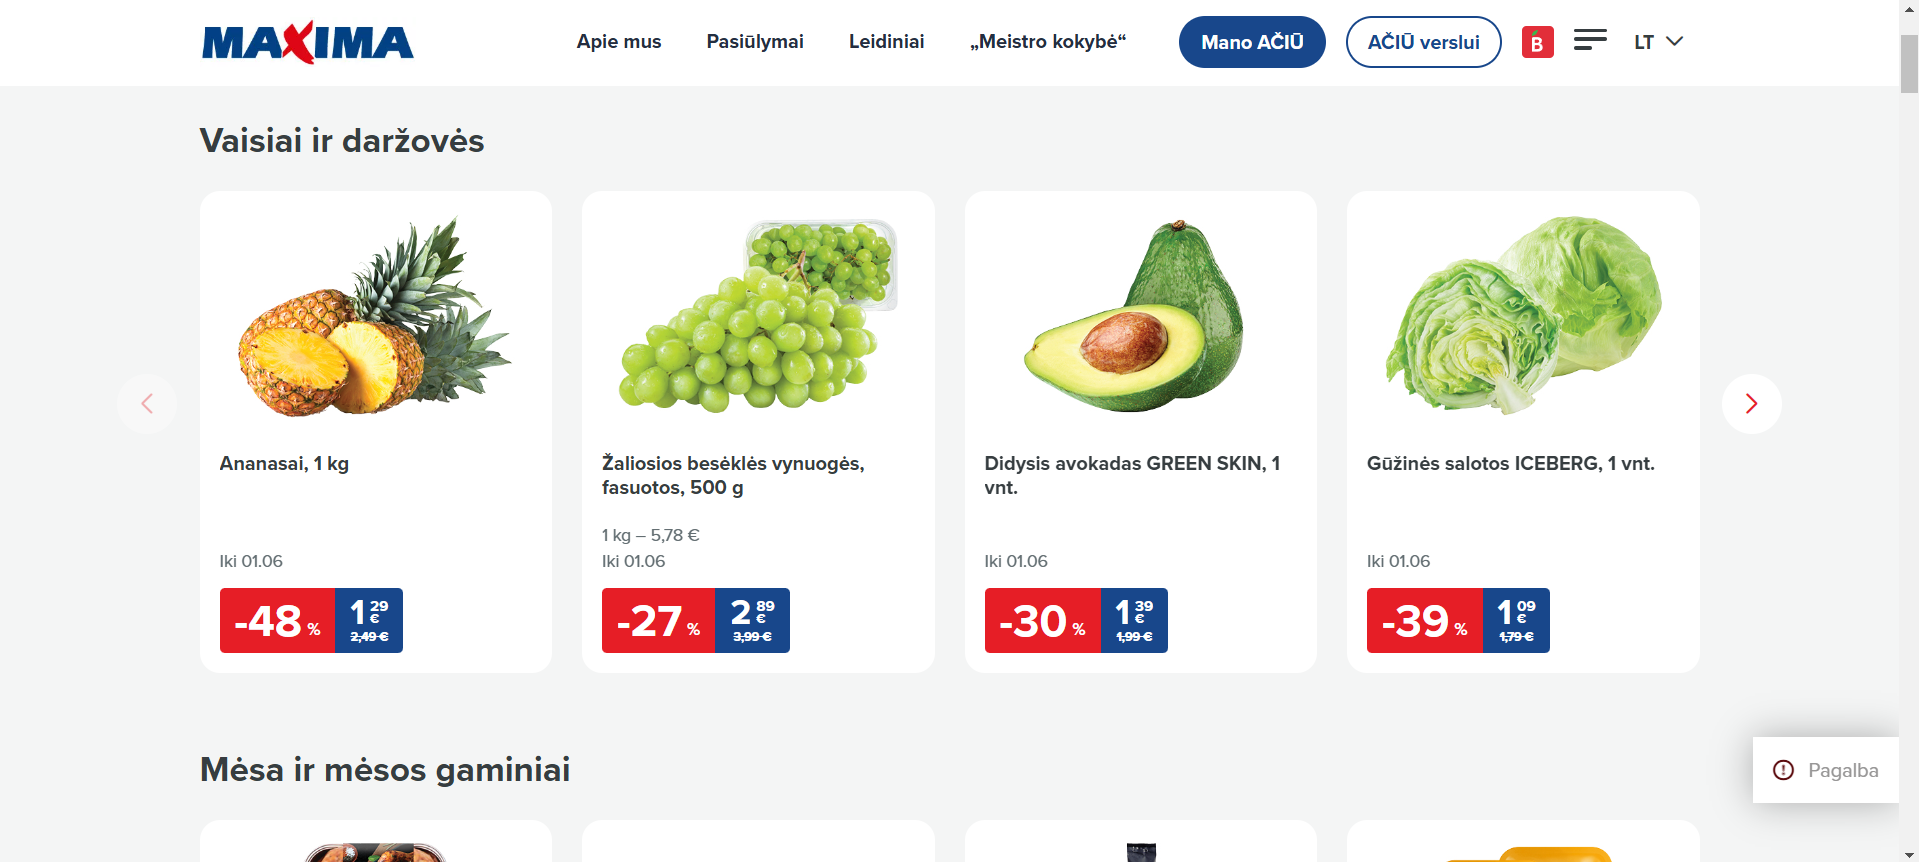 MAXIMA
Apie mus
Pasiūlymai
Leidiniai
„Meistro kokybė“
Mano AČIŪ
AČIŪ verslui
B
LT
Vaisiai ir daržovės
Ananasai, 1 kg
Iki 01.06
-48 %
1 29 €
2,49 €
Žaliosios besėklės vynuogės,
fasuotos, 500 g
1 kg – 5,78 €
Iki 01.06
-27 %
2 89 €
3,99 €
Didysis avokadas GREEN SKIN, 1
vnt.
Iki 01.06
-30 %
1 39 €
1,99 €
Gūžinės salotos ICEBERG, 1 vnt.
Iki 01.06
-39 %
1 09 €
1,79 €
Mėsa ir mėsos gaminiai
Pagalba